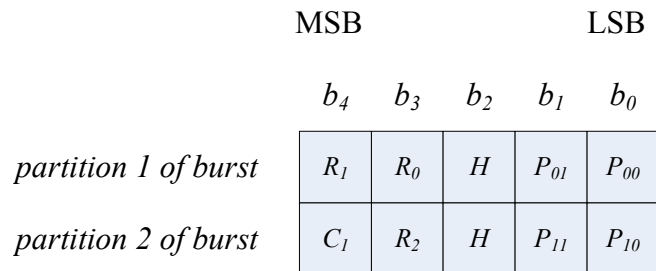 MSB LSB
b4 b3 b2 b1 b0
partition 1 of burst R1 R0 H P01 P00
partition 2 of burst C1 R2 H P11 P10